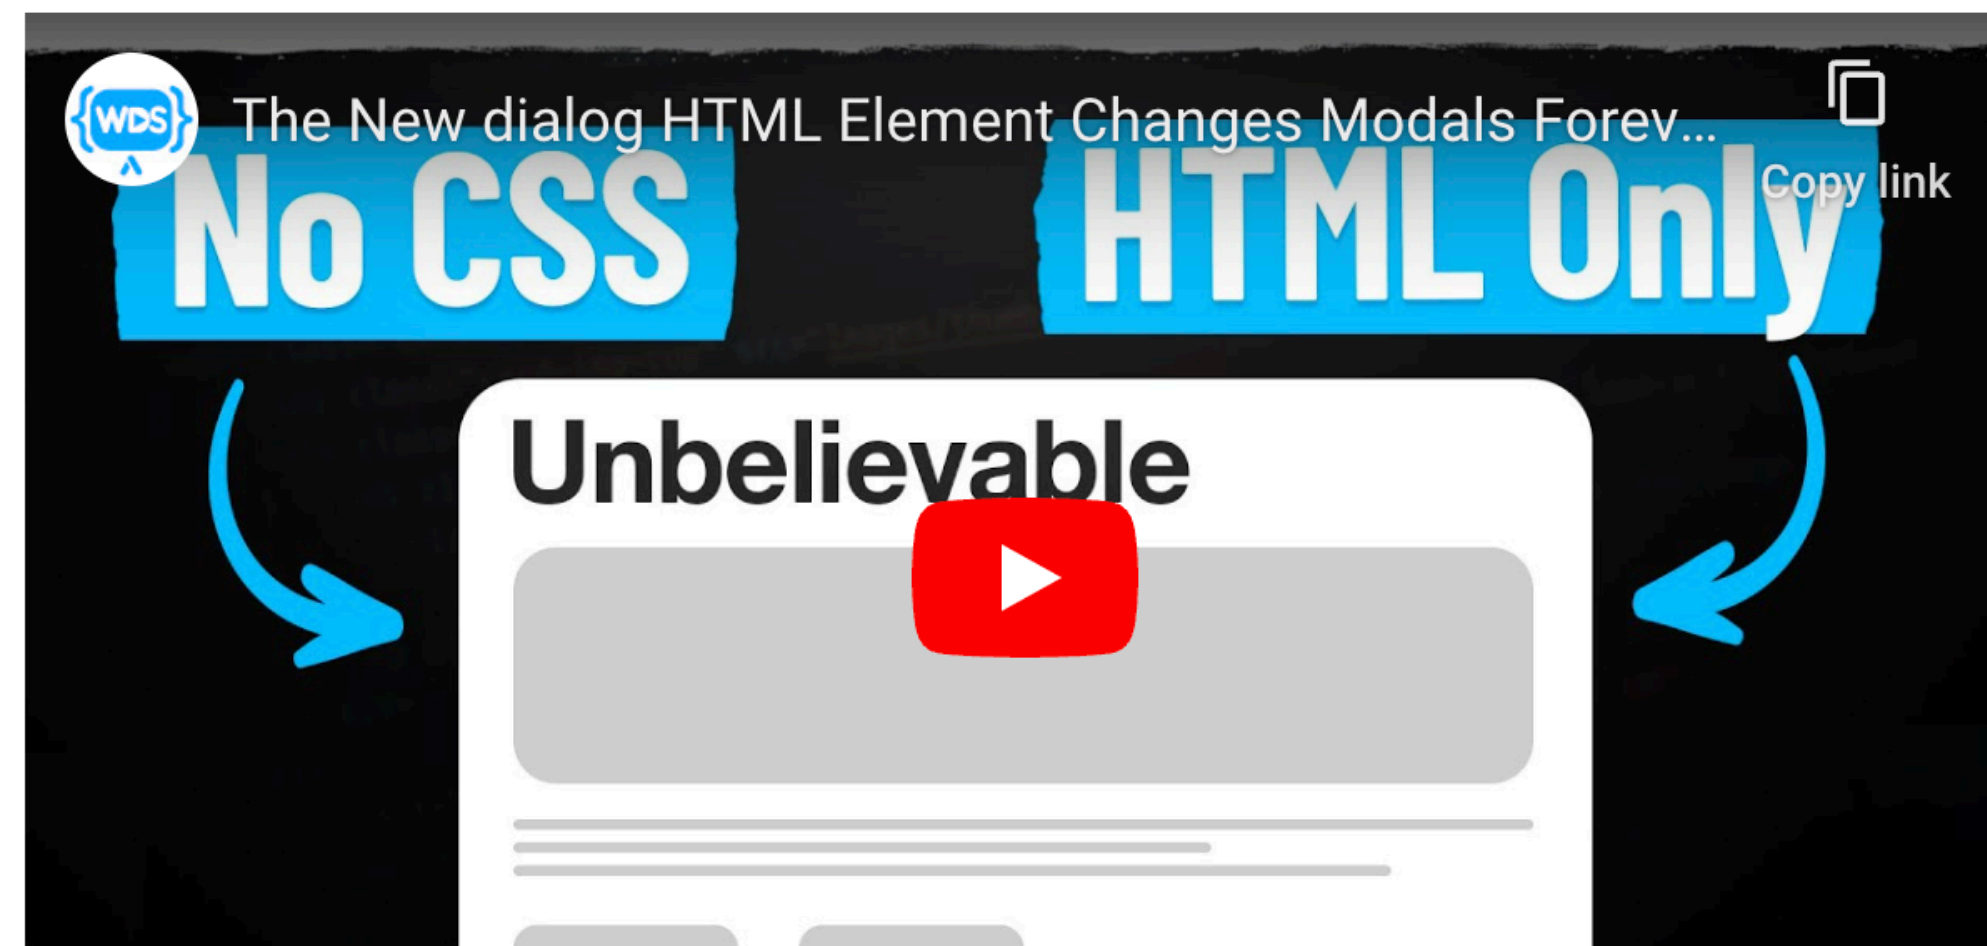 {WDS}
The New dialog HTML Element Changes Modals Forev...
Copy link
No CSS
HTML Only
Unbelievable